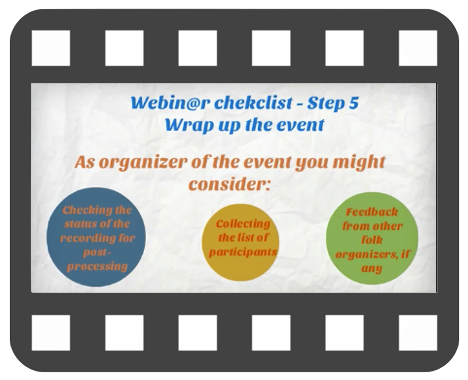 Webin@r chekclist - Step 5
Wrap up the event
As organizer of the event you might
consider:
Checking the
status of the
recording for
post-
processing
Collecting
the list of
participants
Feedback
from other
folk
organizers, if
any